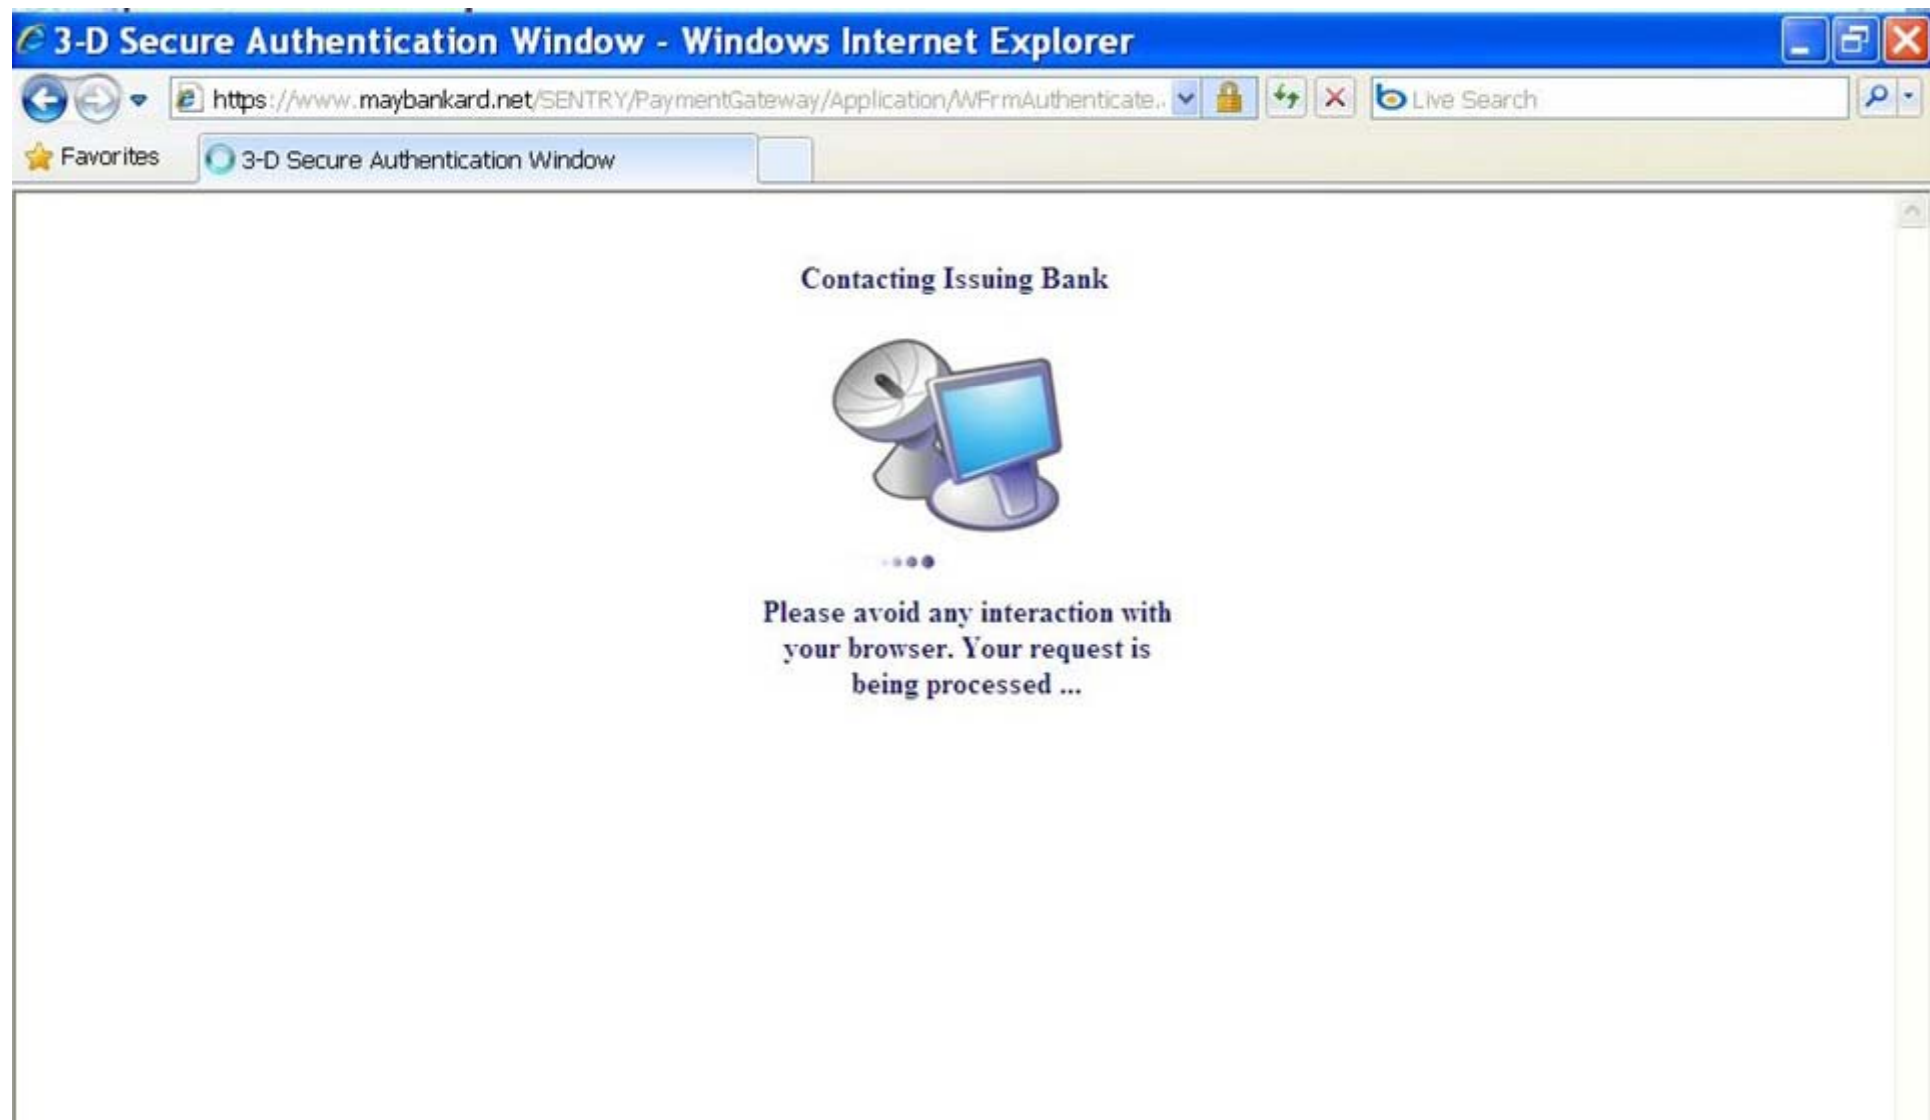 3-D Secure Authentication Window - Windows Internet Explorer
https://www.maybankard.net/SENTRY/PaymentGateway/Application/WFrmAuthenticate..
Live Search
Favorites
3-D Secure Authentication Window
Contacting Issuing Bank
Please avoid any interaction with
your browser. Your request is
being processed ...